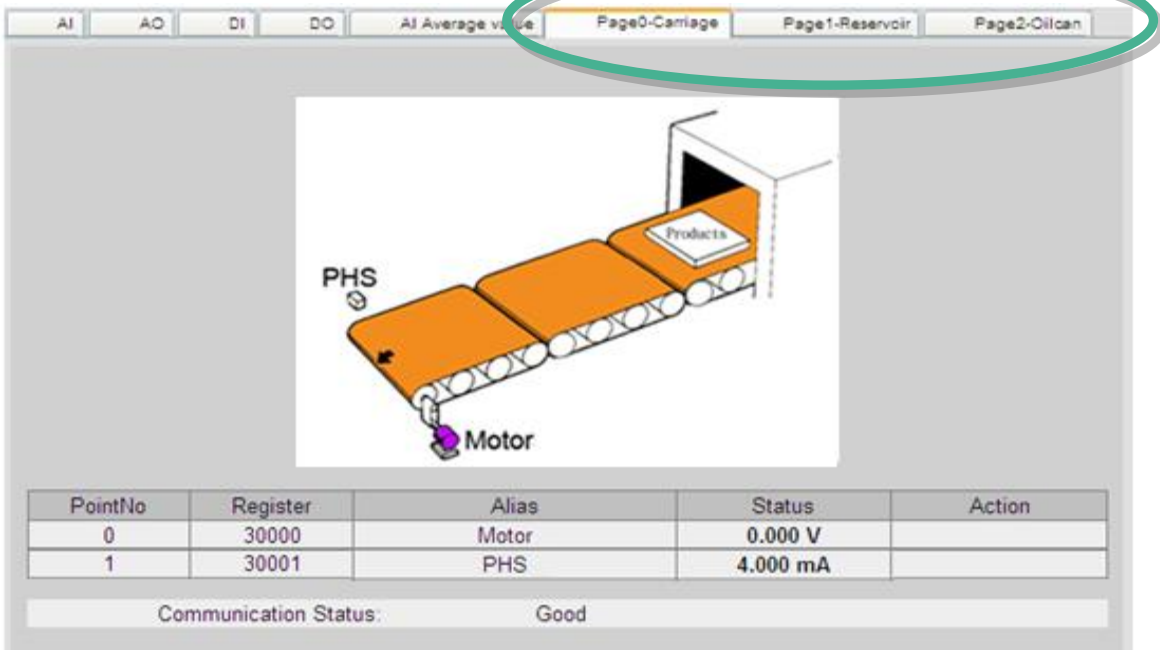 AI AO DI DO AI Average value Page0-Carriage Page1-Reservoir Page2-Oilcan
Products
PHS
Motor
PointNo Register Alias Status Action
0 30000 Motor 0.000 V
1 30001 PHS 4.000 mA
Communication Status: Good